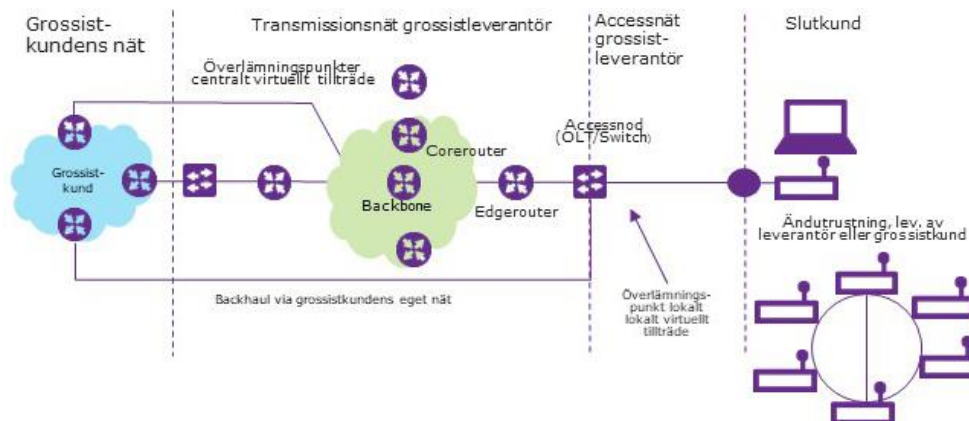 Grossist-
kundens nät
Transmissionsnät grossistleverantör
Accessnät
grossist-
leverantör
Slutkund
Överlämningspunkter
centralt virtuellt tillträde
Accessnod
(OLT/Switch)
Corerouter
Grossist-
kund
Backbone
Edgerouter
Ändutrustning, lev. av
leverantör eller grossistkund
Backhaul via grossistkundens eget nät
Överlämnings-
punkt lokalt
lokalt virtuellt
tillträde